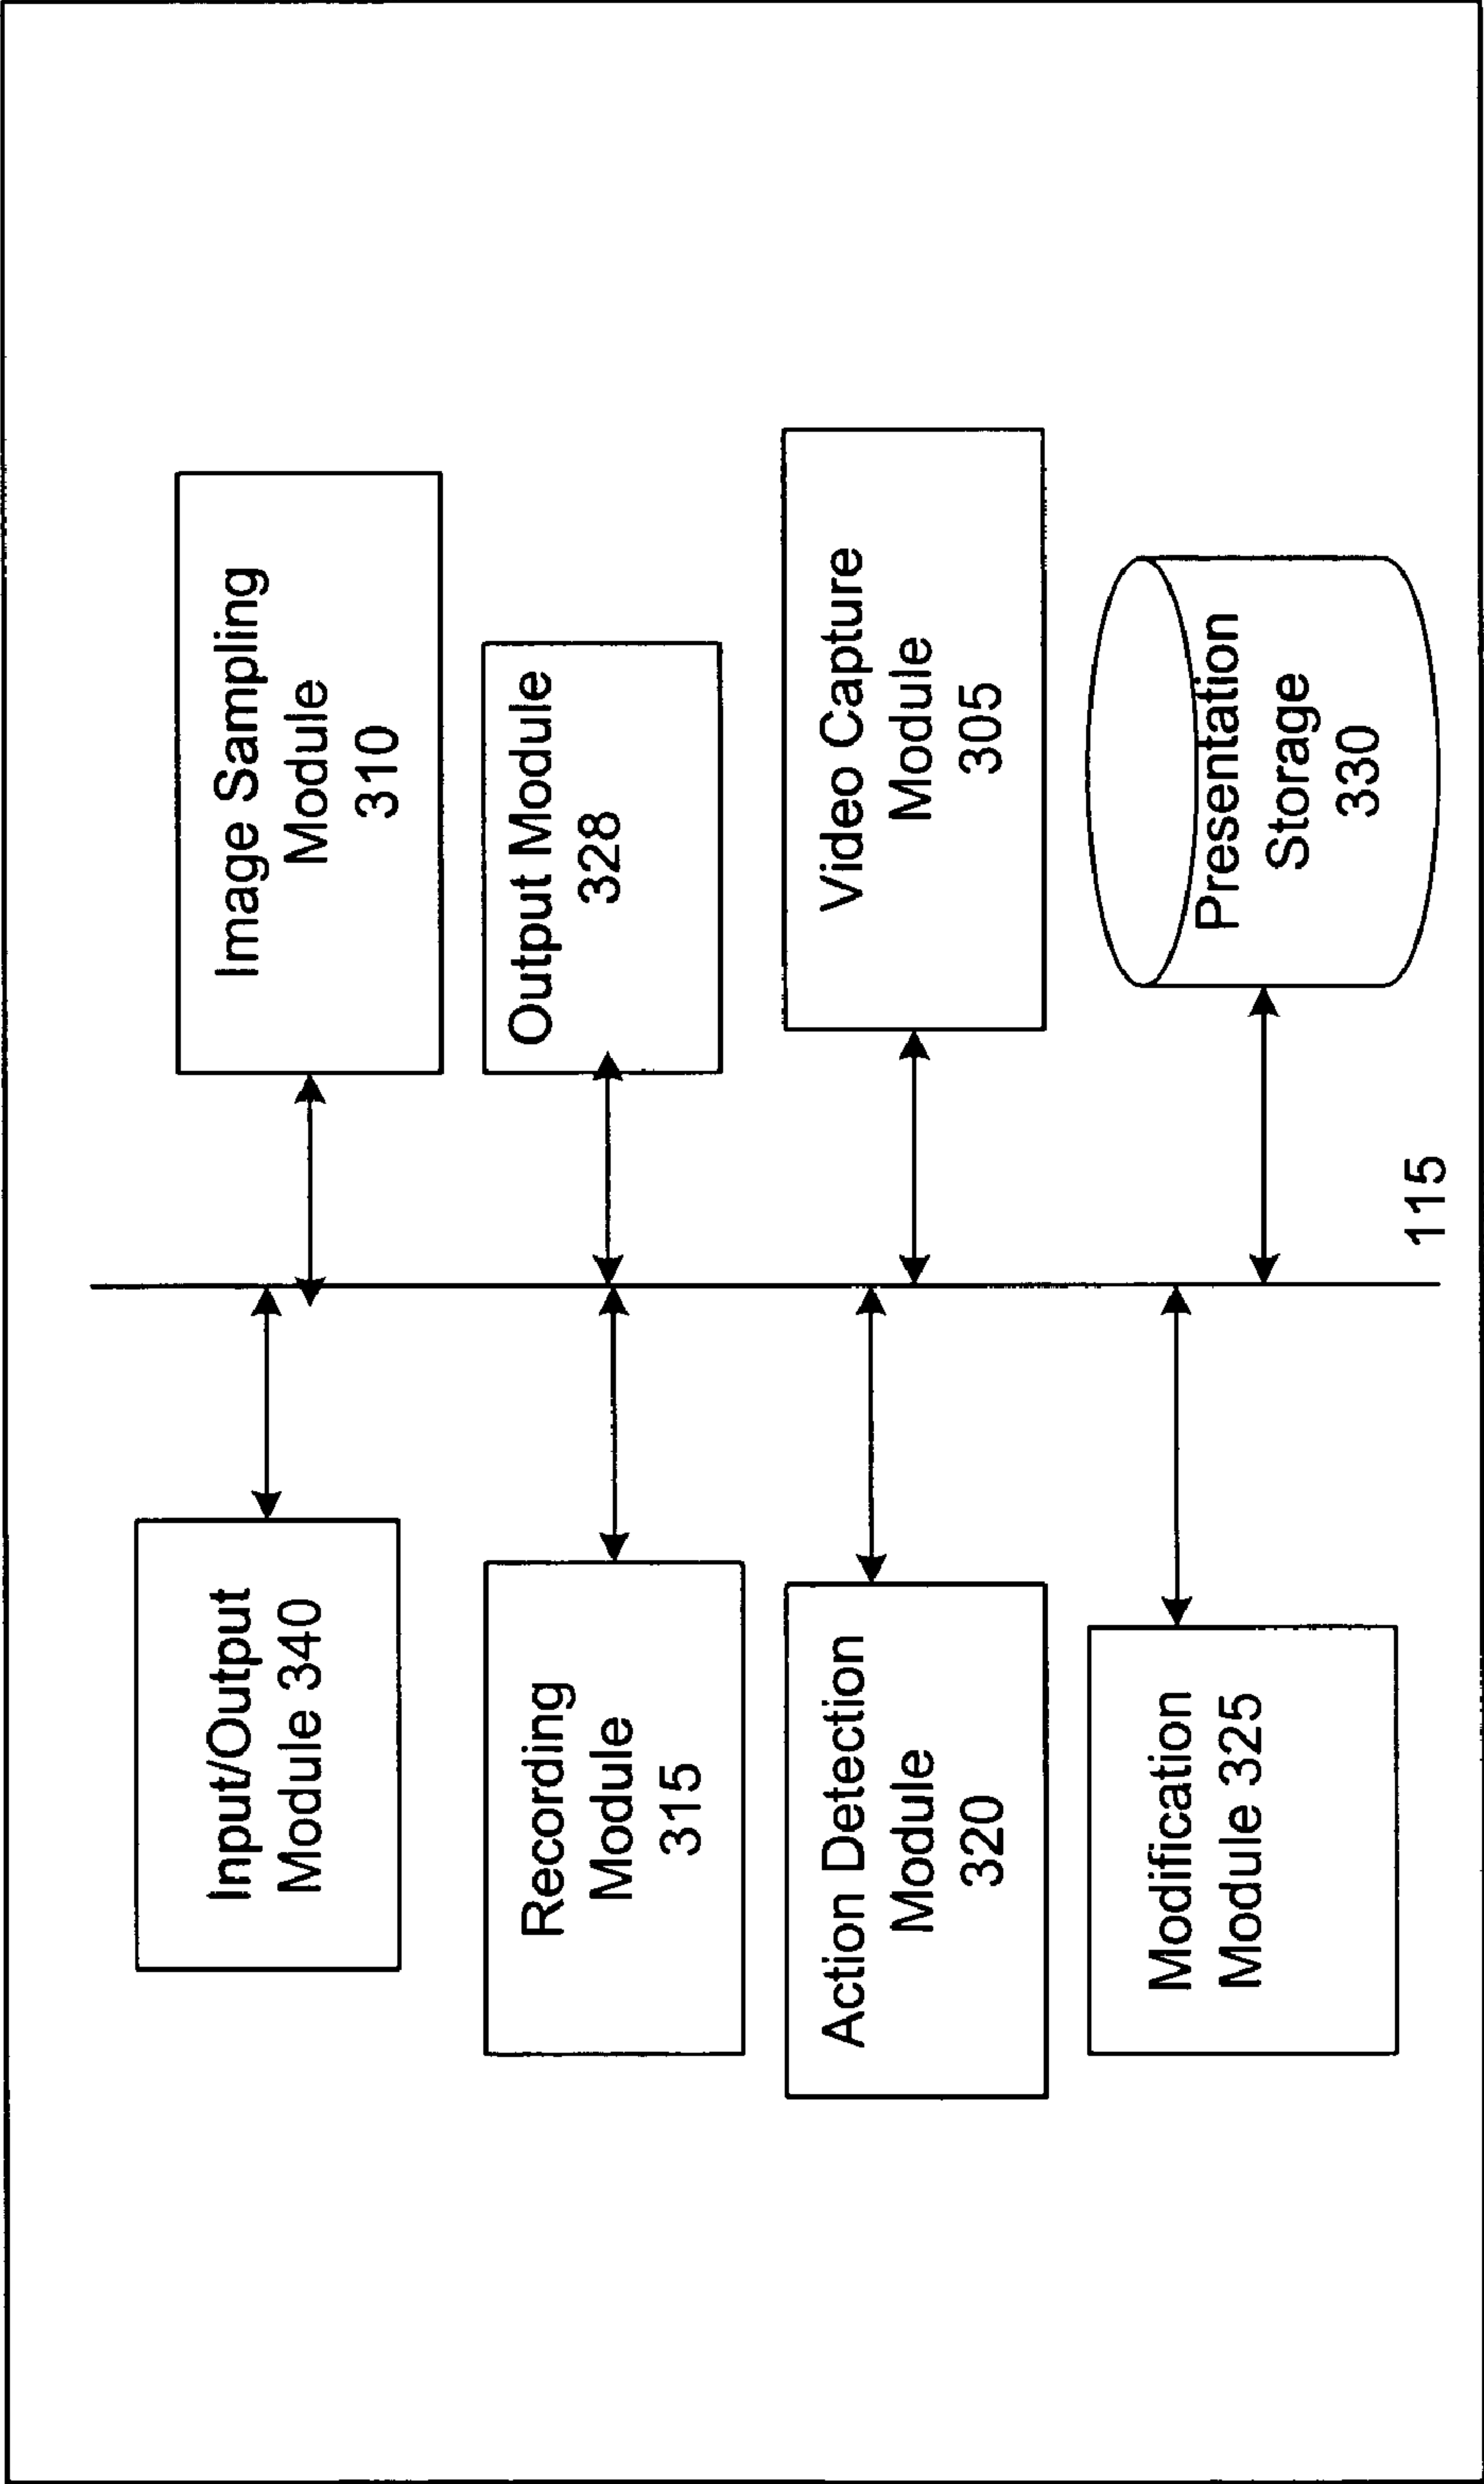 Input/Output
Module 340
Image Sampling
Module
310
Recording
Module
315
Output Module
328
Action Detection
Module
320
Video Capture
Module
305
Modification
Module 325
Presentation
Storage
330
115